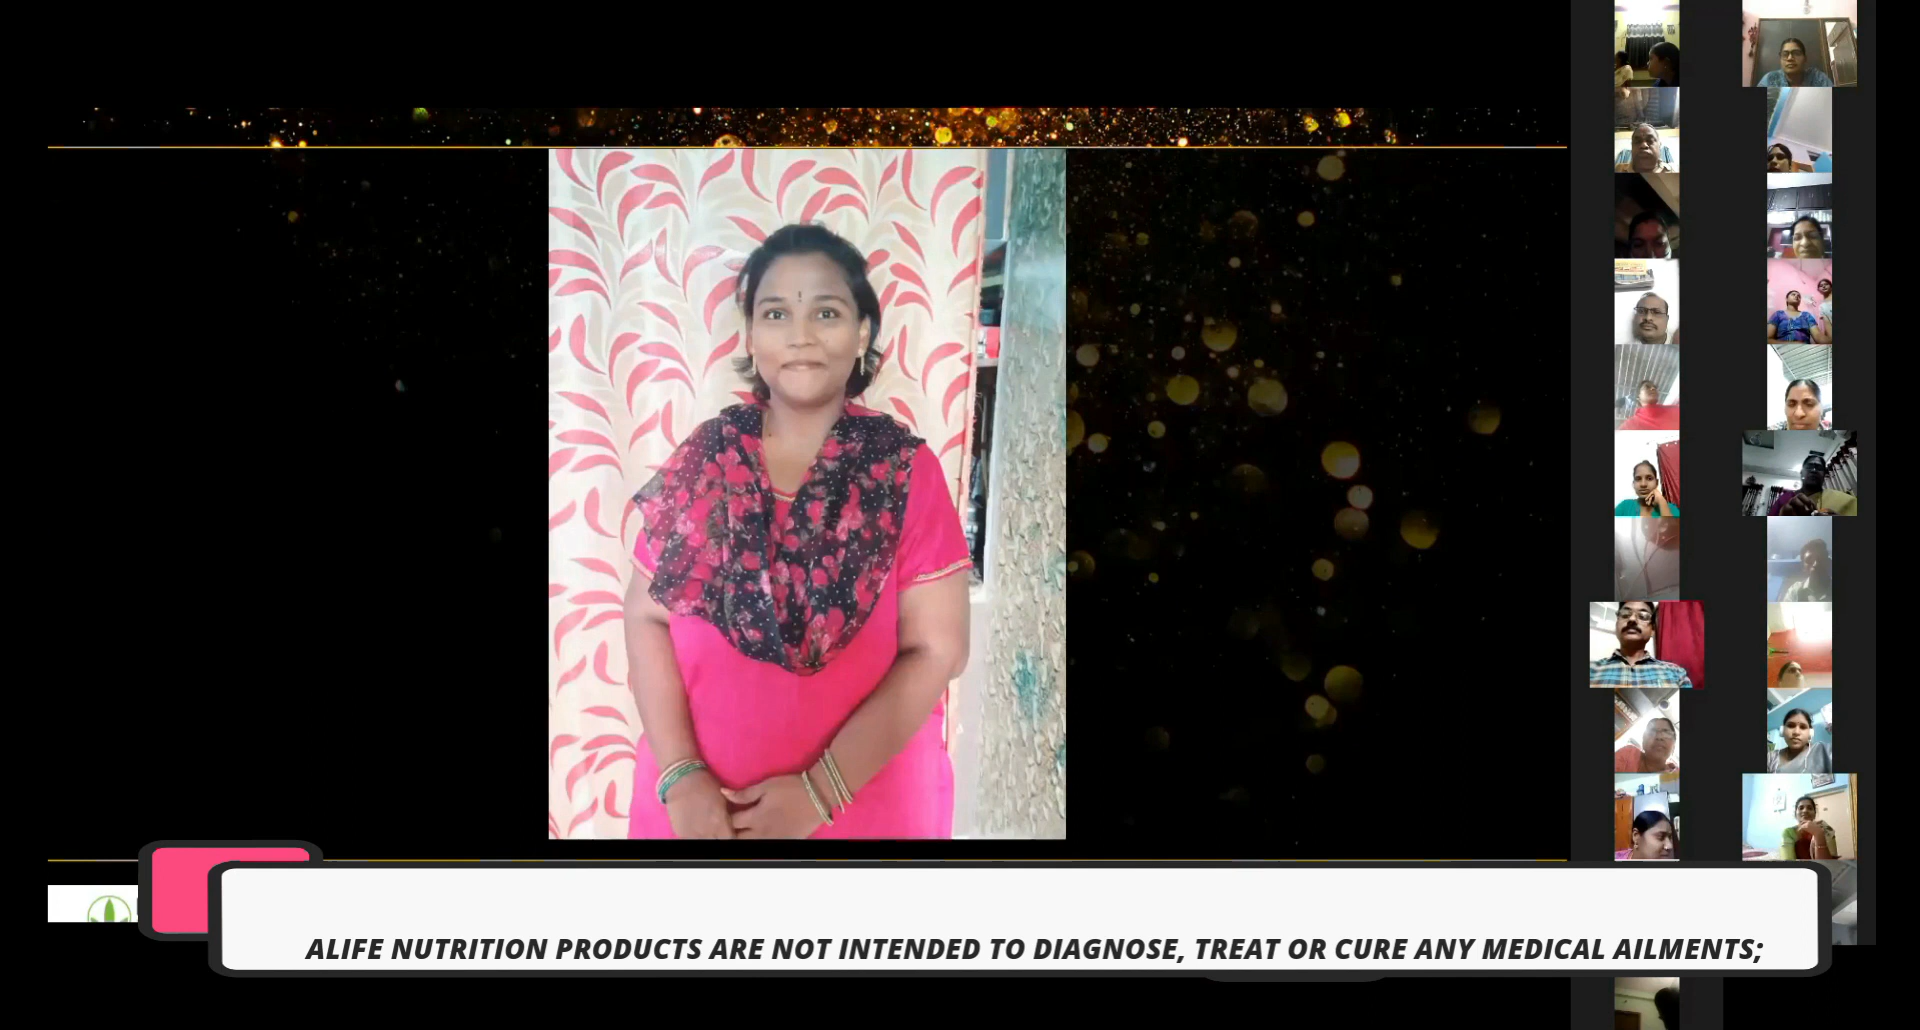 ALIFE NUTRITION PRODUCTS ARE NOT INTENDED TO DIAGNOSE, TREAT OR CURE ANY MEDICAL AILMENTS;